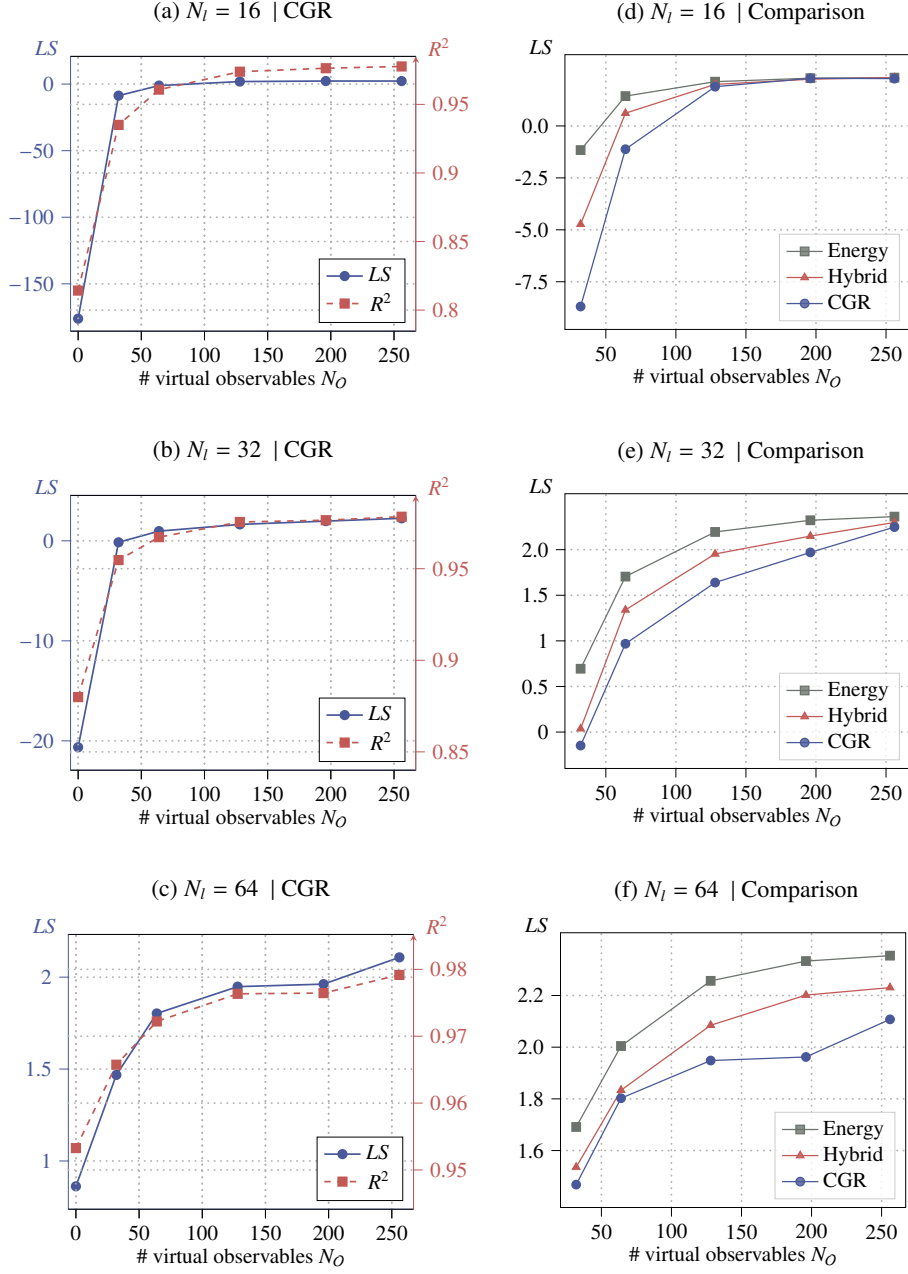 (a) N_l = 16 | CGR
LS
R²
0
−50
−100
−150
0.95
0.9
0.85
0.8
LS
R²
0 50 100 150 200 250
# virtual observables N_O
(d) N_l = 16 | Comparison
LS
0.0
-2.5
-5.0
-7.5
Energy
Hybrid
CGR
50 100 150 200 250
# virtual observables N_O
(b) N_l = 32 | CGR
LS
R²
0
−10
−20
0.95
0.9
0.85
LS
R²
0 50 100 150 200 250
# virtual observables N_O
(e) N_l = 32 | Comparison
LS
2.0
1.5
1
0.5
0
Energy
Hybrid
CGR
50 100 150 200 250
# virtual observables N_O
(c) N_l = 64 | CGR
LS
R²
2
1.5
1
0.98
0.97
0.96
0.95
LS
R²
0 50 100 150 200 250
# virtual observables N_O
(f) N_l = 64 | Comparison
LS
2.2
2.0
1.8
1.6
Energy
Hybrid
CGR
50 100 150 200 250
# virtual observables N_O